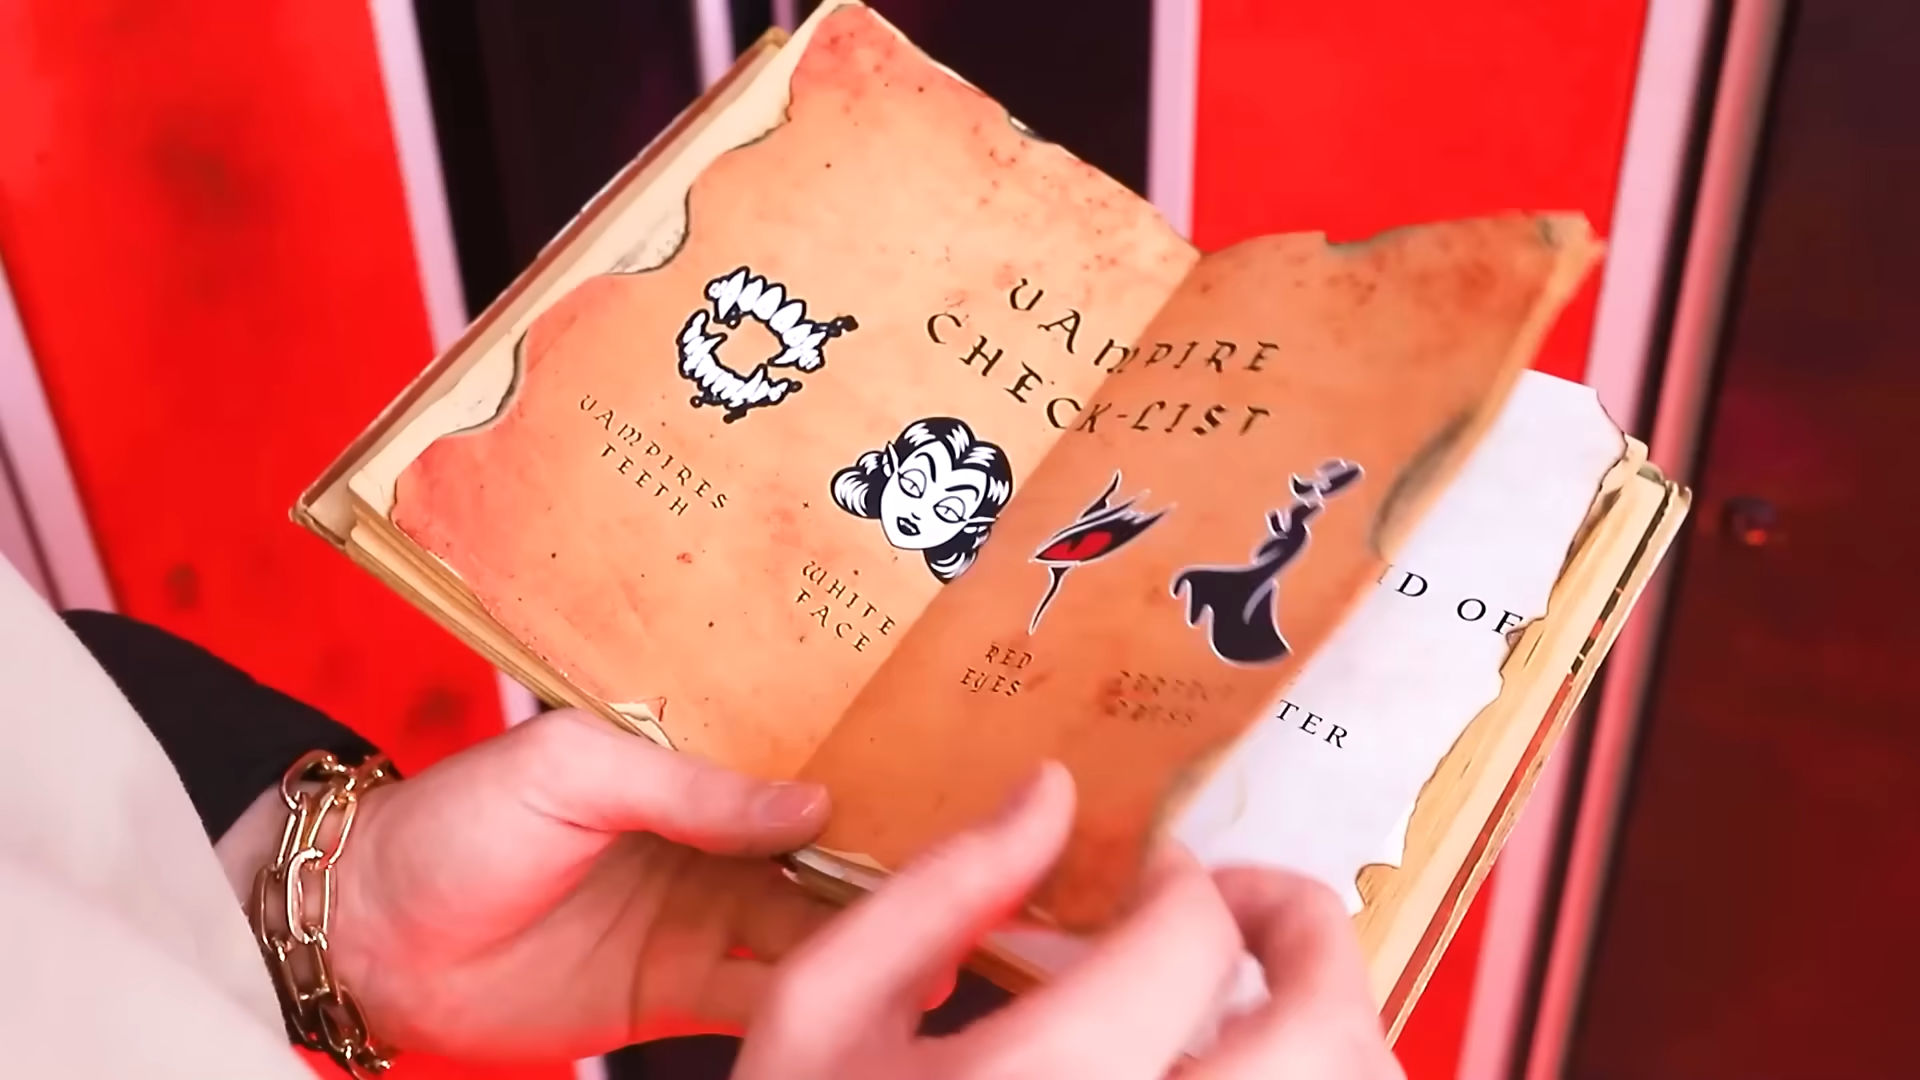 VAMPIRE
CHECK-LIST
VAMPIRES
TEETH
WHITE
FACE
RED
EYES
ID OF
TER